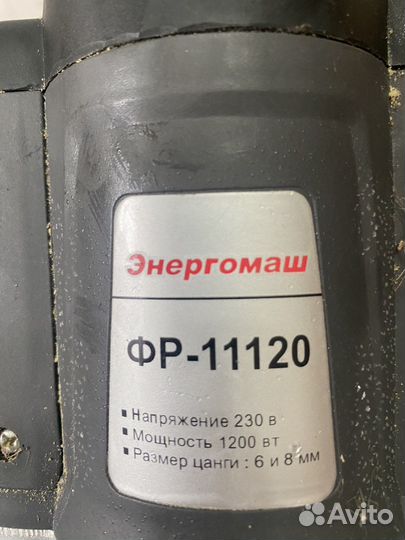 Энергомаш
ФР-11120
▪ Напряжение 230 в
▪ Мощность 1200 вт
▪ Размер цанги : 6 и 8 мм
Avito